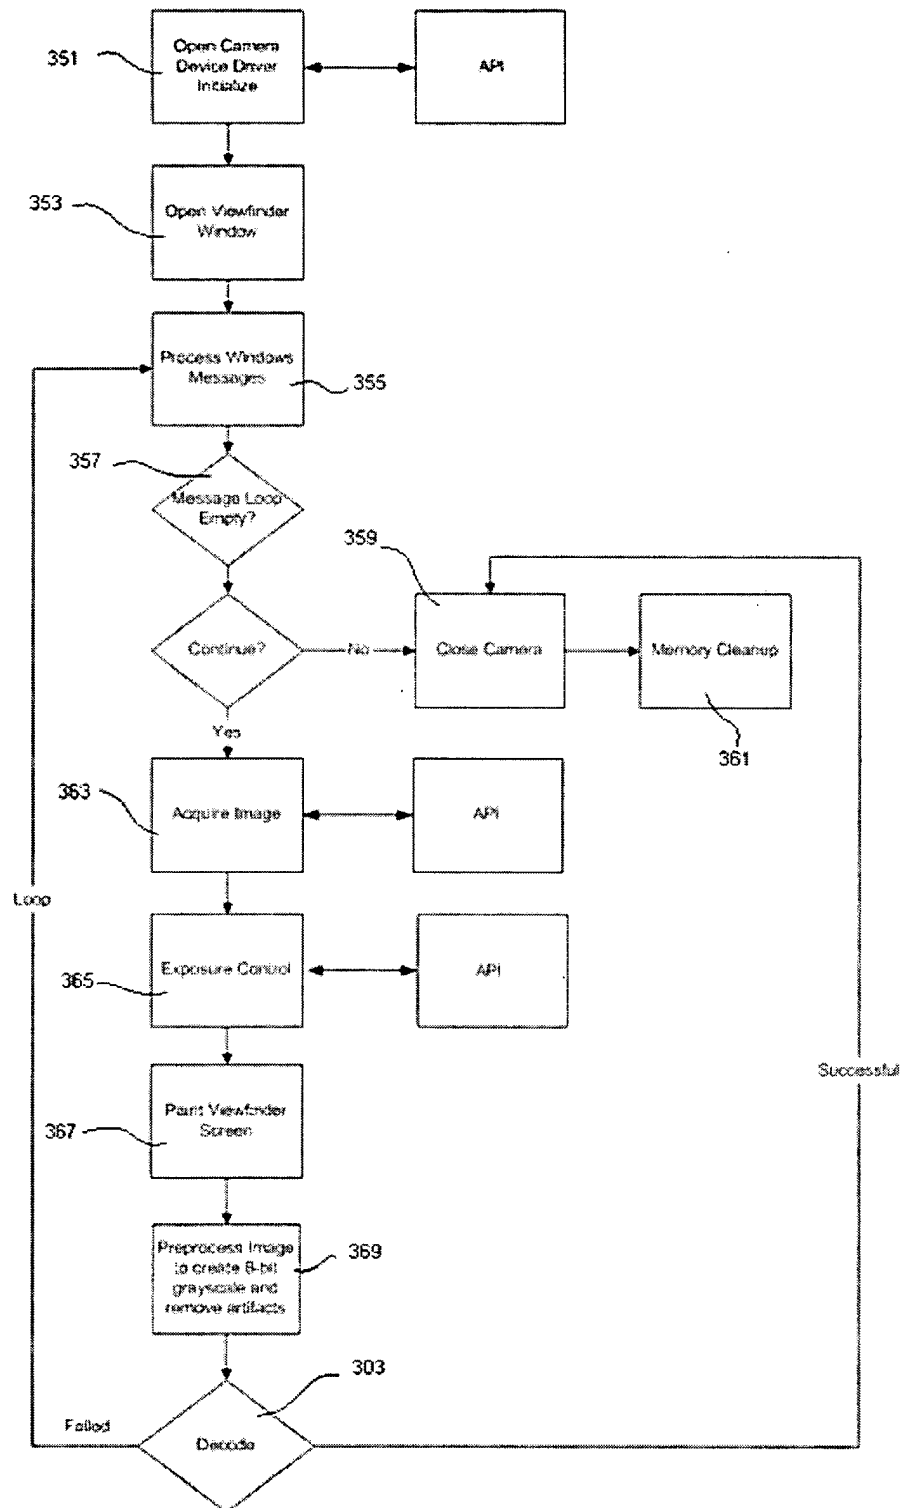 351
Open Camera
Device Driver
Initialize
API
353
Open Viewfinder
Window
Process Windows
Messages
355
357
Message Loop
Empty?
359
Continue?
No
Close Camera
Memory Cleanup
Yes
361
363
Acquire Image
API
Loop
365
Exposure Control
API
Successful
367
Paint Viewfinder
Screen
Preprocess Image
to create 8-bit
grayscale and
remove artifacts
369
303
Failed
Decode